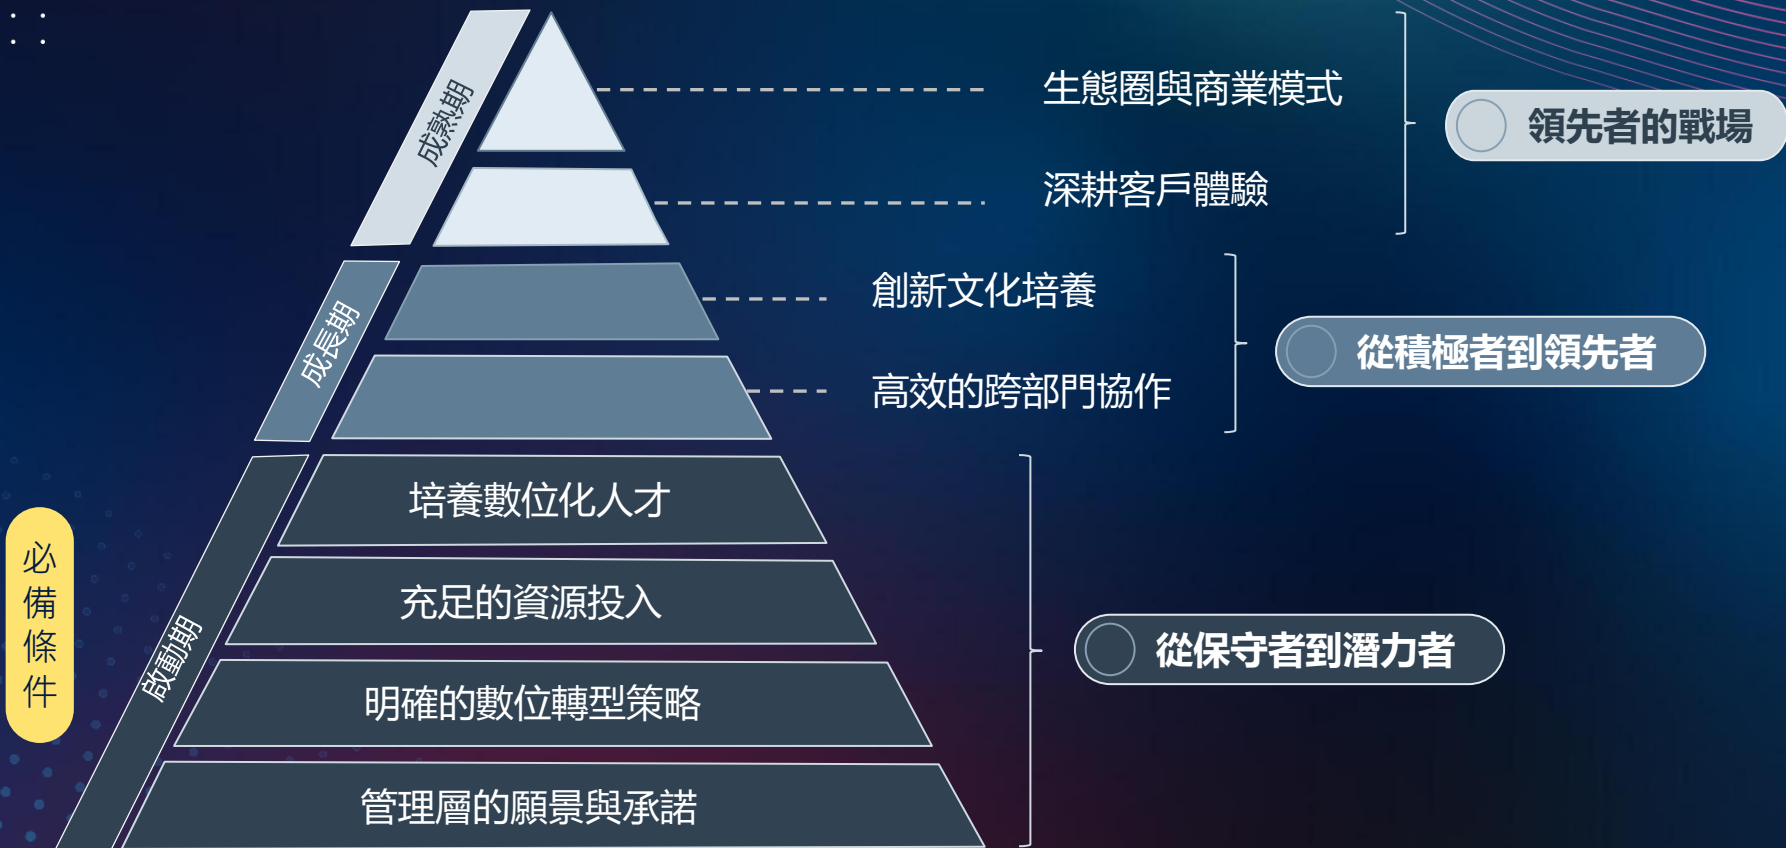 成熟期
生態圈與商業模式
領先者的戰場
深耕客戶體驗
成長期
創新文化培養
從積極者到領先者
高效的跨部門協作
必備條件
啟動期
培養數位化人才
充足的資源投入
從保守者到潛力者
明確的數位轉型策略
管理層的願景與承諾